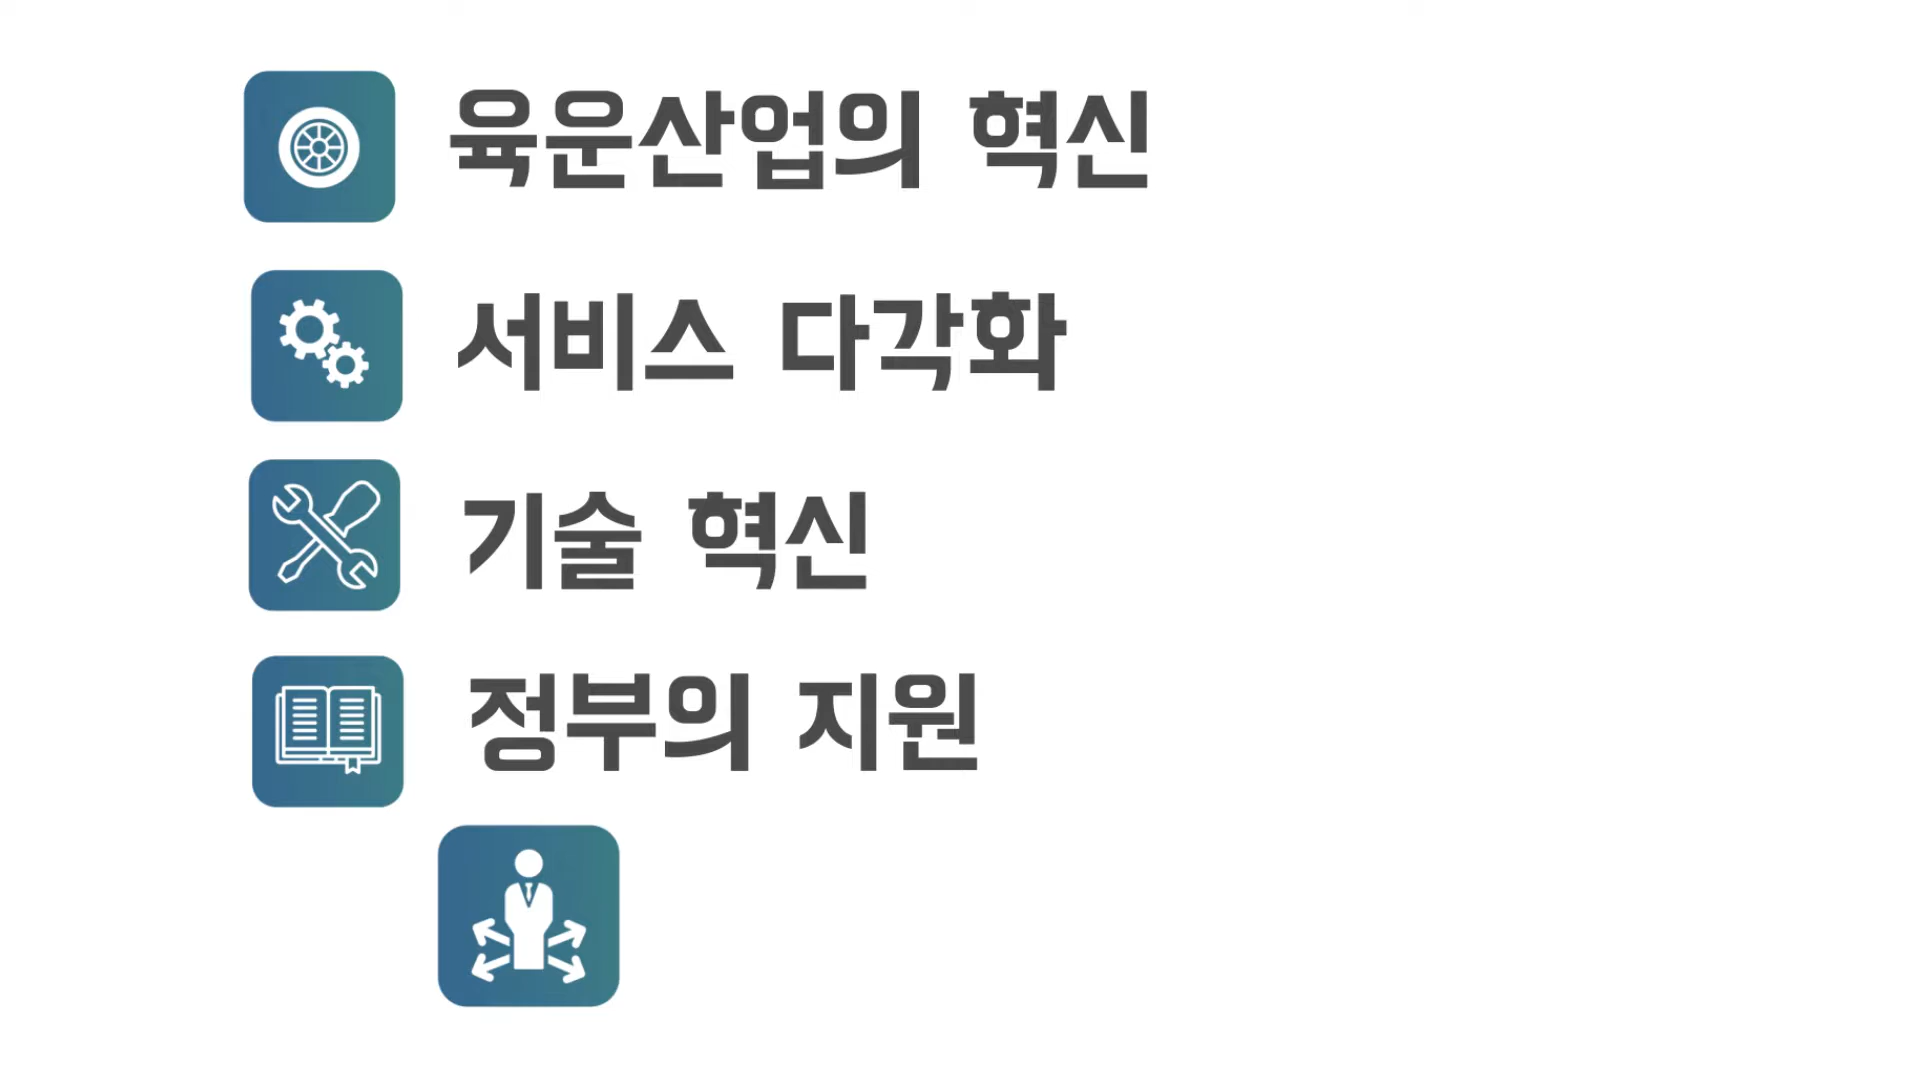 육운산업의 혁신
서비스 다각화
기술 혁신
정부의 지원